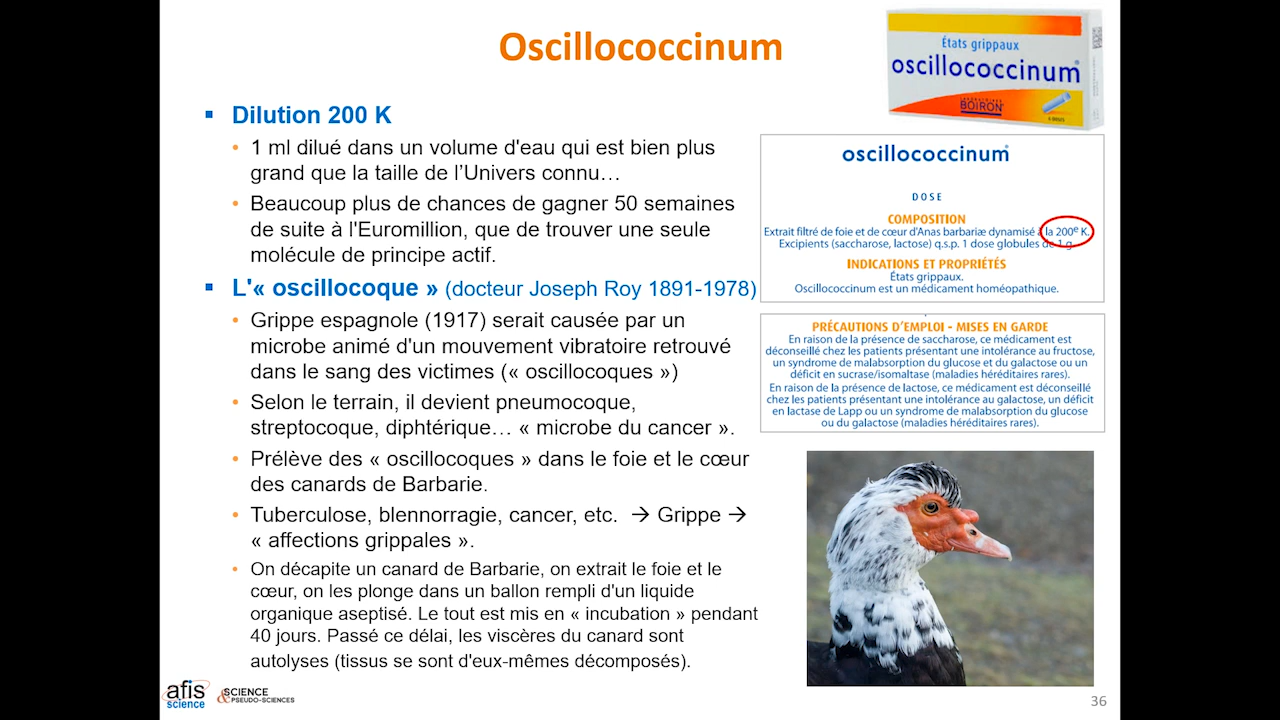 Oscillococcinum
▪ Dilution 200 K
• 1 ml dilué dans un volume d'eau qui est bien plus
grand que la taille de l’Univers connu…
• Beaucoup plus de chances de gagner 50 semaines
de suite à l'Euromillion, que de trouver une seule
molécule de principe actif.
▪ L'« oscillocoque » (docteur Joseph Roy 1891-1978)
• Grippe espagnole (1917) serait causée par un
microbe animé d'un mouvement vibratoire retrouvé
dans le sang des victimes (« oscillocoques »)
• Selon le terrain, il devient pneumocoque,
streptocoque, diphtérique… « microbe du cancer ».
• Prélève des « oscillocoques » dans le foie et le cœur
des canards de Barbarie.
• Tuberculose, blennorragie, cancer, etc. → Grippe →
« affections grippales ».
• On décapite un canard de Barbarie, on extrait le foie et le
cœur, on les plonge dans un ballon rempli d'un liquide
organique aseptisé. Le tout est mis en « incubation » pendant
40 jours. Passé ce délai, les viscères du canard sont
autolyses (tissus se sont d'eux-mêmes décomposés).
États grippaux
oscillococcinum®
LABORATOIRES
BOIRON
6 DOSES
oscillococcinum®
DOSE
COMPOSITION
Extrait filtré de foie et de cœur d'Anas barbariæ dynamisé à la 200e K.
Excipients (saccharose, lactose) q.s.p. 1 dose globules de 1 g.
INDICATIONS ET PROPRIÉTÉS
États grippaux.
Oscillococcinum est un médicament homéopathique.
PRÉCAUTIONS D’EMPLOI - MISES EN GARDE
En raison de la présence de saccharose, ce médicament est
déconseillé chez les patients présentant une intolérance au fructose,
un syndrome de malabsorption du glucose et du galactose ou un
déficit en sucrase/isomaltase (maladies héréditaires rares).
En raison de la présence de lactose, ce médicament est déconseillé
chez les patients présentant une intolérance au galactose, un déficit
en lactase de Lapp ou un syndrome de malabsorption du glucose
ou du galactose (maladies héréditaires rares).
afis
science
SCIENCE
& PSEUDO-SCIENCES
36